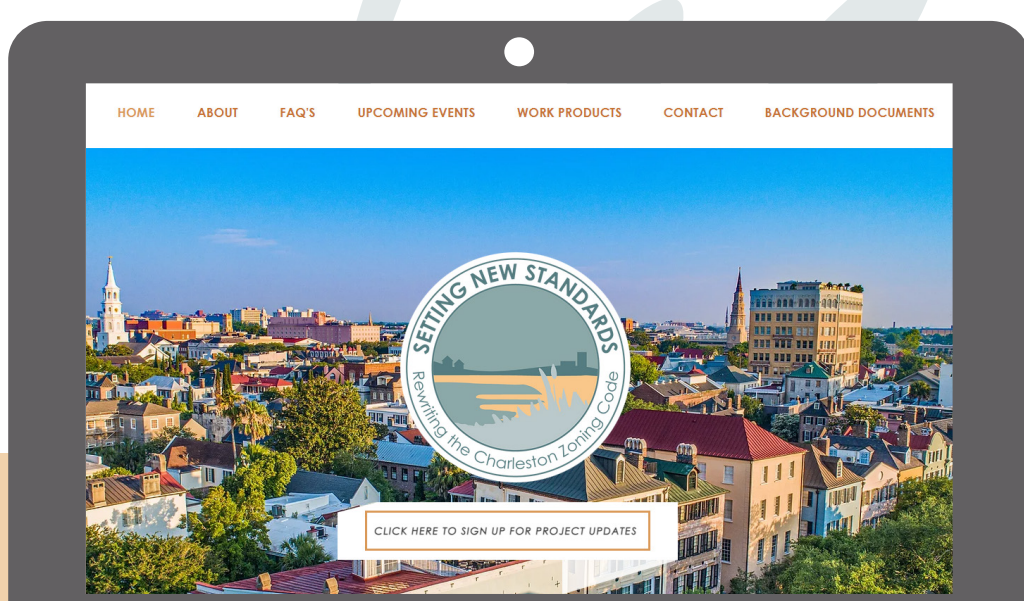 HOME ABOUT FAQ'S UPCOMING EVENTS WORK PRODUCTS CONTACT BACKGROUND DOCUMENTS
SETTING NEW STANDARDS
Rewriting the Charleston Zoning Code
CLICK HERE TO SIGN UP FOR PROJECT UPDATES